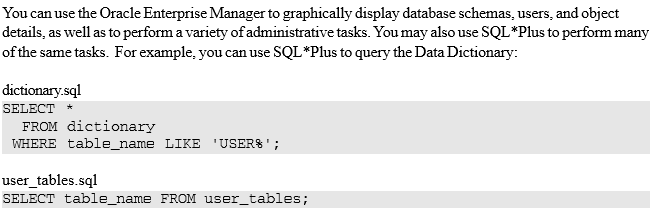 You can use the Oracle Enterprise Manager to graphically display database schemas, users, and object
details, as well as to perform a variety of administrative tasks. You may also use SQL*Plus to perform many
of the same tasks.  For example, you can use SQL*Plus to query the Data Dictionary:
dictionary.sql
SELECT *
  FROM dictionary
 WHERE table_name LIKE 'USER%';
user_tables.sql
SELECT table_name FROM user_tables;